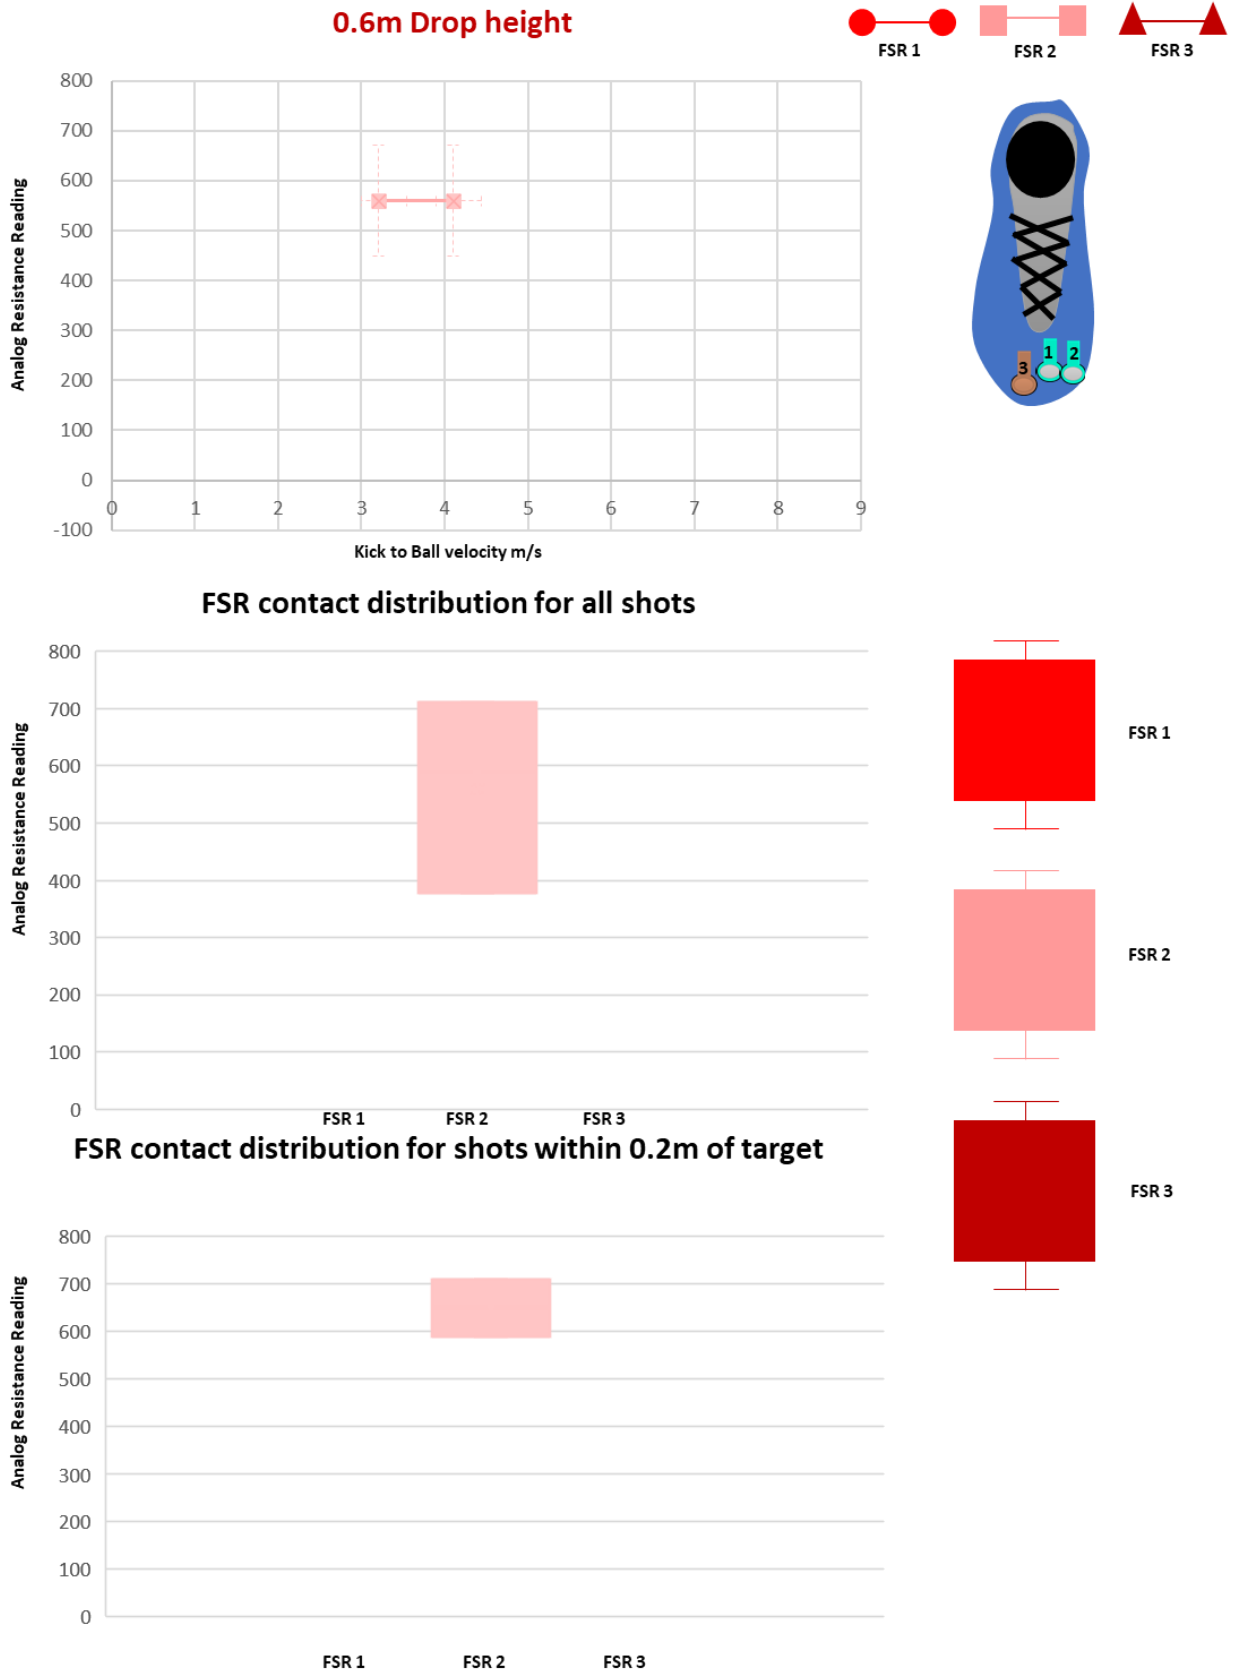 0.6m Drop height
FSR 1
FSR 2
FSR 3
800
700
600
500
400
300
200
100
0
-100
Analog Resistance Reading
0 1 2 3 4 5 6 7 8 9
Kick to Ball velocity m/s
1
2
3
FSR contact distribution for all shots
800
700
600
500
400
300
200
100
0
Analog Resistance Reading
FSR 1 FSR 2 FSR 3
FSR 1
FSR 2
FSR 3
FSR contact distribution for shots within 0.2m of target
800
700
600
500
400
300
200
100
0
Analog Resistance Reading
FSR 1 FSR 2 FSR 3